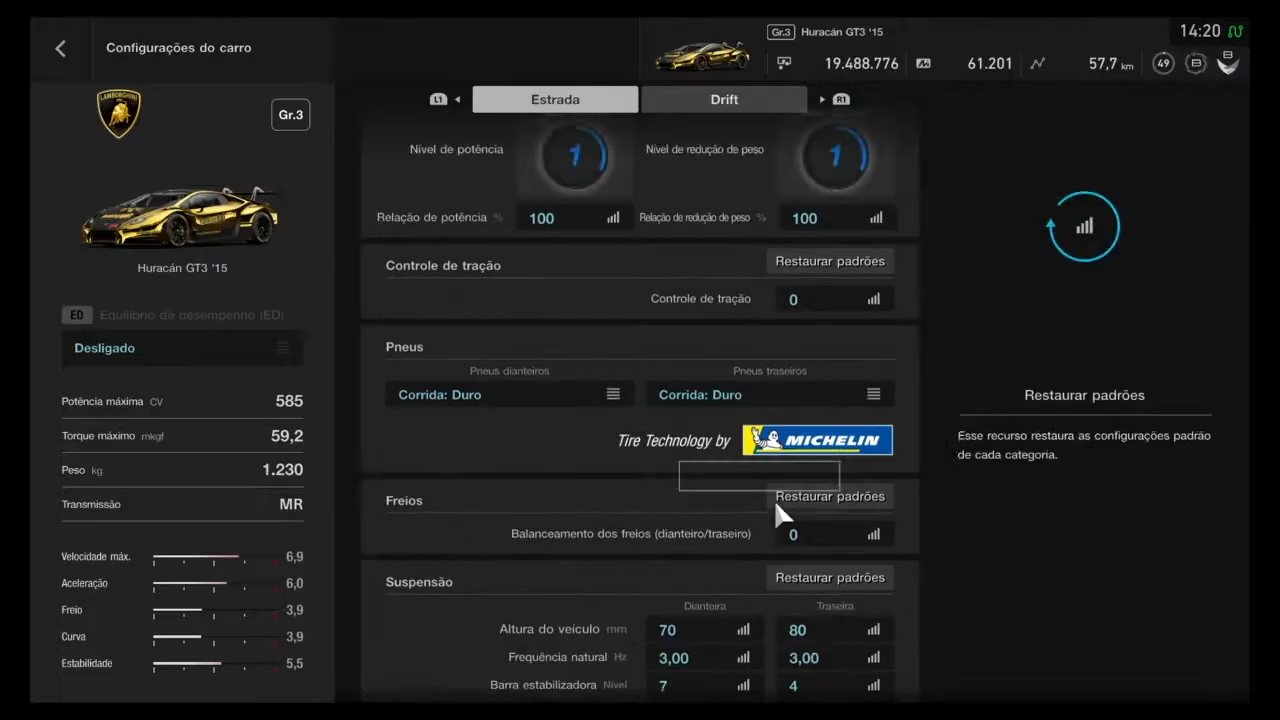 Configurações do carro
Gr.3 Huracán GT3 '15
14:20
19.488.776 61.201 57,7 km 49 B B
L1 Estrada Drift R1
LAMBORGHINI
Gr.3
Huracán GT3 '15
ED Equilíbrio de desempenho (ED)
Desligado
Potência máxima CV 585
Torque máximo mkgf 59,2
Peso kg 1.230
Transmissão MR
Velocidade máx. 6,9
Aceleração 6,0
Freio 3,9
Curva 3,9
Estabilidade 5,5
Nível de potência 1 Nível de redução de peso 1
Relação de potência % 100 Relação de redução de peso % 100
Controle de tração Restaurar padrões
Controle de tração 0
Pneus
Pneus dianteiros Pneus traseiros
Corrida: Duro Corrida: Duro
Tire Technology by MICHELIN
Freios Restaurar padrões
Balanceamento dos freios (dianteiro/traseiro) 0
Suspensão Restaurar padrões
Dianteira Traseira
Altura do veículo mm 70 80
Frequência natural Hz 3,00 3,00
Barra estabilizadora Nível 7 4
Restaurar padrões
Esse recurso restaura as configurações padrão
de cada categoria.